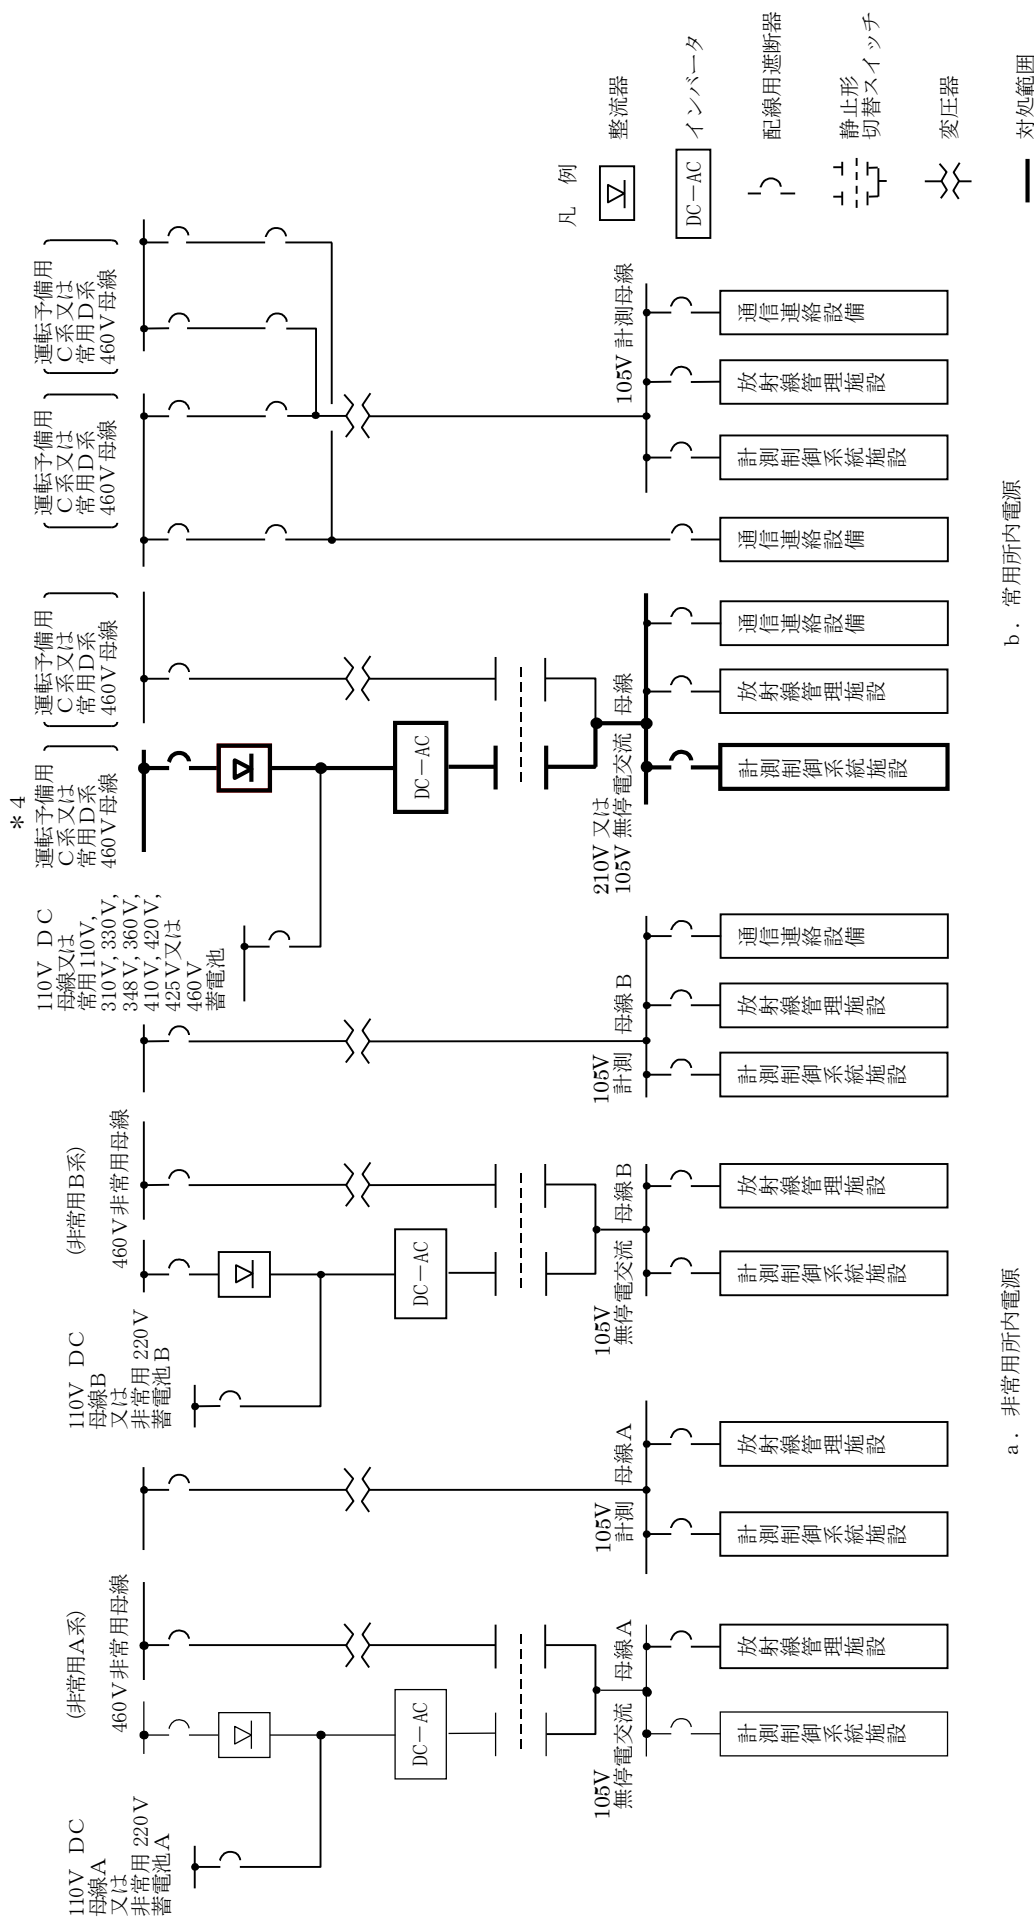 110V DC
母線A
又は
非常用220V
蓄電池A
(非常用A系)
460V非常用母線
DC－AC
105V
無停電交流
母線A
計測制御系統施設
放射線管理施設
105V
計測
母線A
計測制御系統施設
放射線管理施設
110V DC
母線B
又は
非常用220V
蓄電池B
(非常用B系)
460V非常用母線
DC－AC
105V
無停電交流
母線B
計測制御系統施設
放射線管理施設
105V
計測
母線B
計測制御系統施設
放射線管理施設
通信連絡設備
a．非常用所内電源
110V DC
母線又は
常用110V,
310V,330V,
348V,360V,
410V,420V,
425V又は
460V
蓄電池
＊4
運転予備用
C系又は
常用D系
460V母線
運転予備用
C系又は
常用D系
460V母線
DC－AC
210V又は
105V無停電交流
母線
計測制御系統施設
放射線管理施設
通信連絡設備
運転予備用
C系又は
常用D系
460V母線
運転予備用
C系又は
常用D系
460V母線
通信連絡設備
105V計測母線
計測制御系統施設
放射線管理施設
通信連絡設備
b．常用所内電源
凡 例
整流器
DC－AC
インバータ
配線用遮断器
静止形
切替スイッチ
変圧器
対処範囲